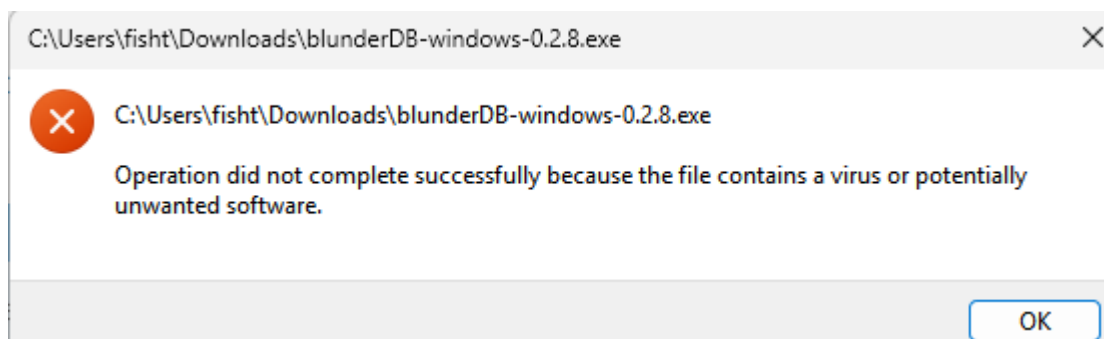 C:\Users\fisht\Downloads\blunderDB-windows-0.2.8.exe
C:\Users\fisht\Downloads\blunderDB-windows-0.2.8.exe
Operation did not complete successfully because the file contains a virus or potentially
unwanted software.
OK